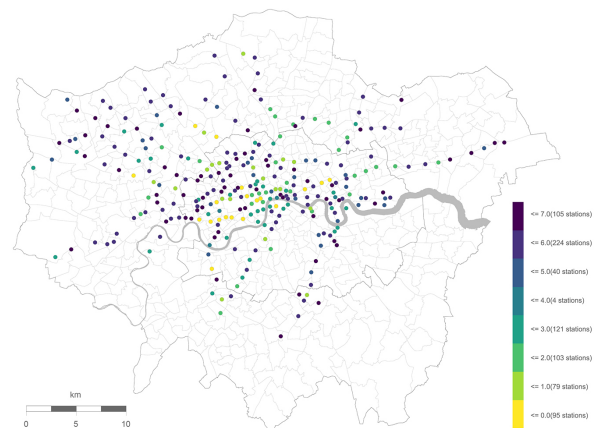 <= 7.0(105 stations)
<= 6.0(224 stations)
<= 5.0(40 stations)
<= 4.0(4 stations)
<= 3.0(121 stations)
<= 2.0(103 stations)
<= 1.0(79 stations)
<= 0.0(95 stations)
km
0 5 10